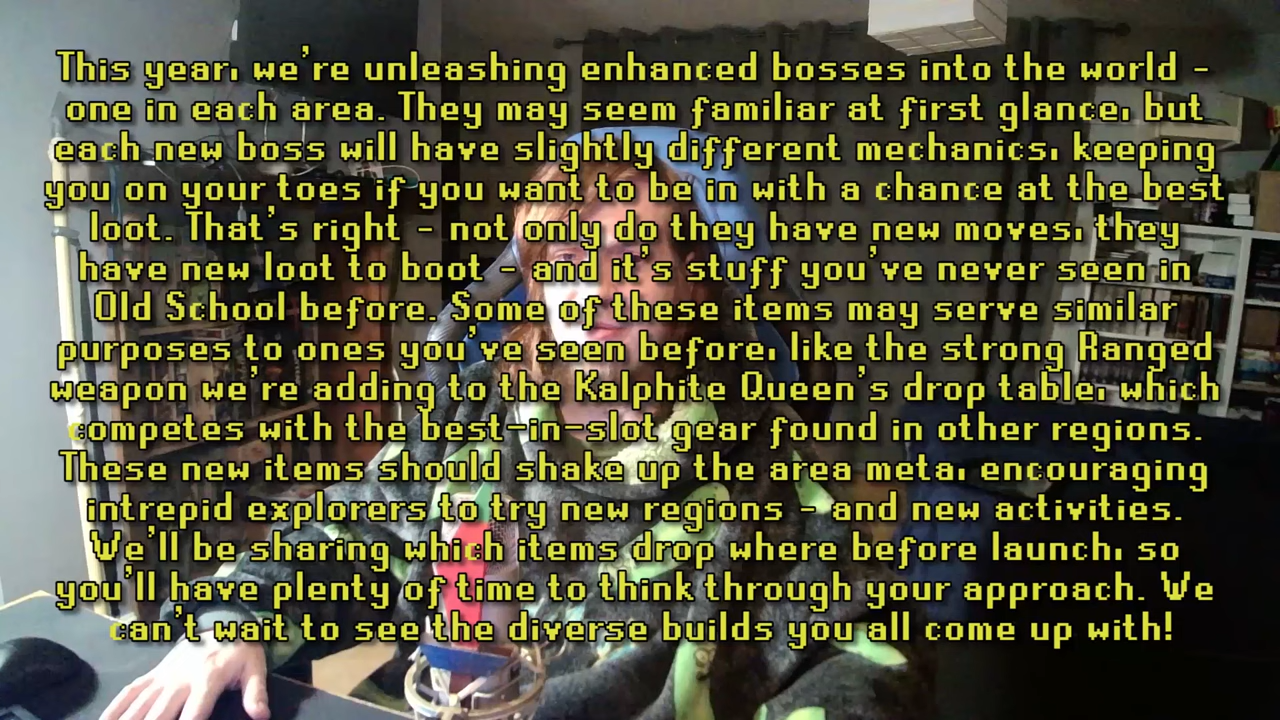 This year, we're unleashing enhanced bosses into the world -
one in each area. They may seem familiar at first glance, but
each new boss will have slightly different mechanics, keeping
you on your toes if you want to be in with a chance at the best
loot. That's right - not only do they have new moves, they
have new loot to boot - and it's stuff you've never seen in
Old School before. Some of these items may serve similar
purposes to ones you've seen before, like the strong Ranged
weapon we're adding to the Kalphite Queen's drop table, which
competes with the best-in-slot gear found in other regions.
These new items should shake up the area meta, encouraging
intrepid explorers to try new regions - and new activities.
We'll be sharing which items drop where before launch, so
you'll have plenty of time to think through your approach. We
can't wait to see the diverse builds you all come up with!